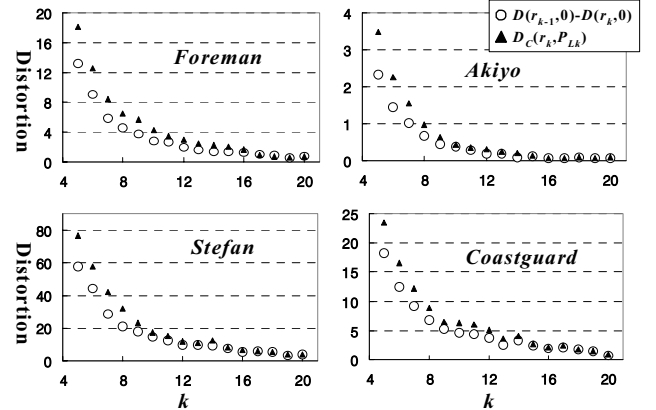 D(r_{k-1},0)-D(r_k,0)
D_C(r_k,P_{Lk})
Distortion
20
16
12
8
4
0
Foreman
4 8 12 16 20
4
3
2
1
0
Akiyo
4 8 12 16 20
Distortion
80
60
40
20
0
Stefan
4 8 12 16 20
k
25
20
15
10
5
0
Coastguard
4 8 12 16 20
k